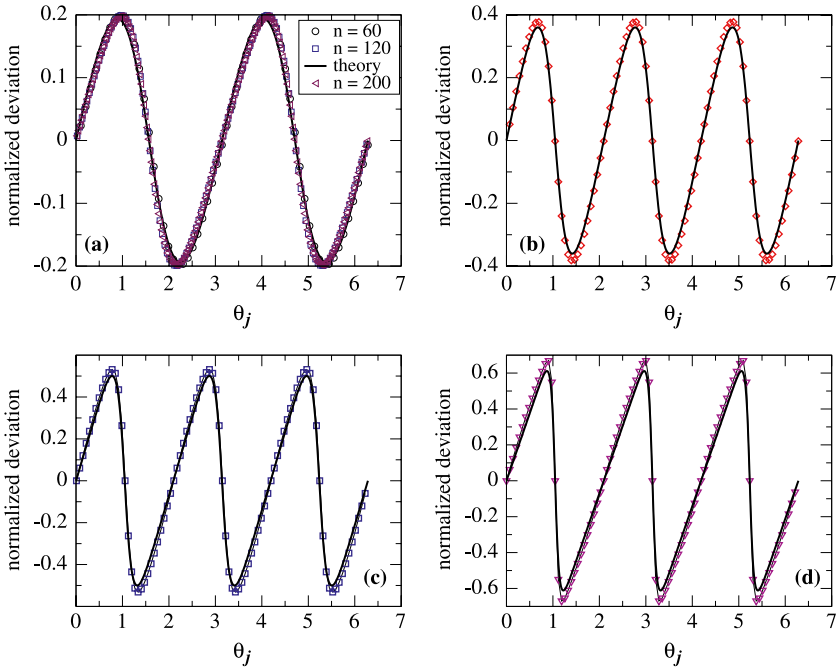 normalized deviation
0.2
0.1
0
-0.1
-0.2
0 1 2 3 4 5 6 7
θj
(a)
n = 60
n = 120
theory
n = 200
normalized deviation
0.4
0.2
0
-0.2
-0.4
0 1 2 3 4 5 6 7
θj
(b)
normalized deviation
0.4
0.2
0
-0.2
-0.4
0 1 2 3 4 5 6 7
θj
(c)
normalized deviation
0.6
0.4
0.2
0
-0.2
-0.4
-0.6
0 1 2 3 4 5 6 7
θj
(d)